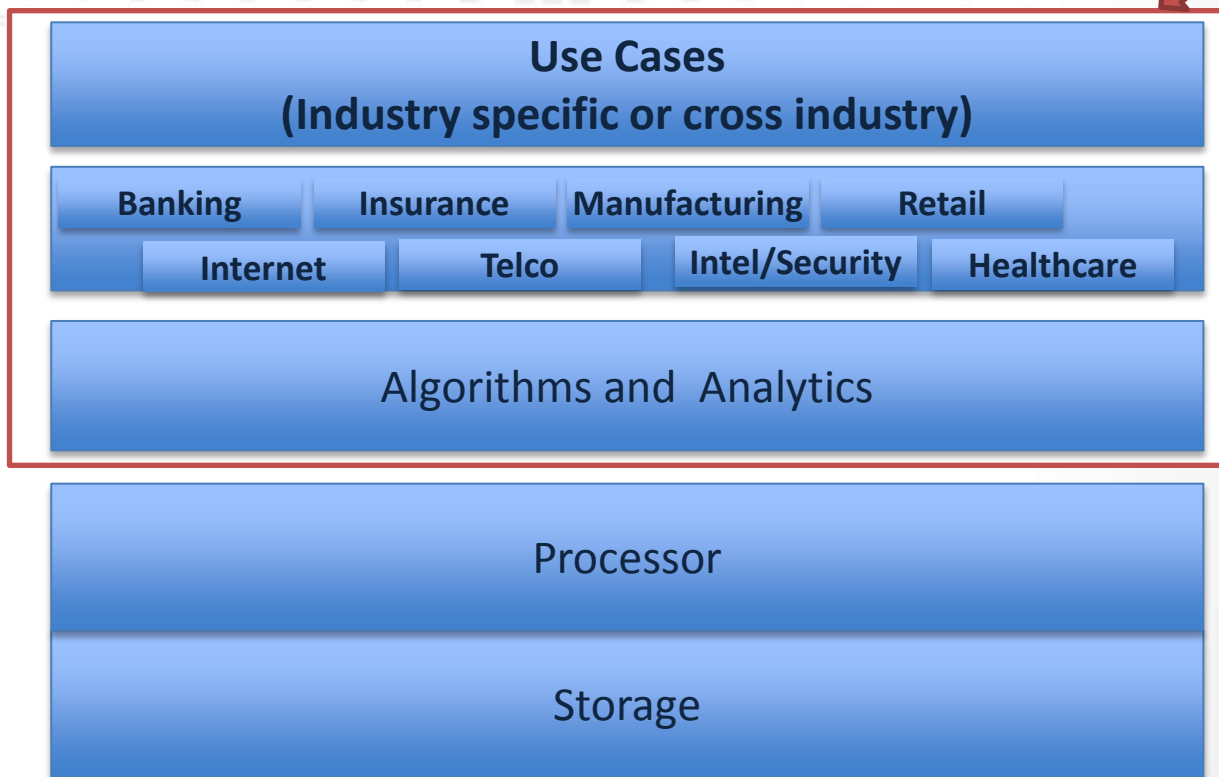 Use Cases
(Industry specific or cross industry)
Banking Insurance Manufacturing Retail
Internet Telco Intel/Security Healthcare
Algorithms and  Analytics
Processor
Storage